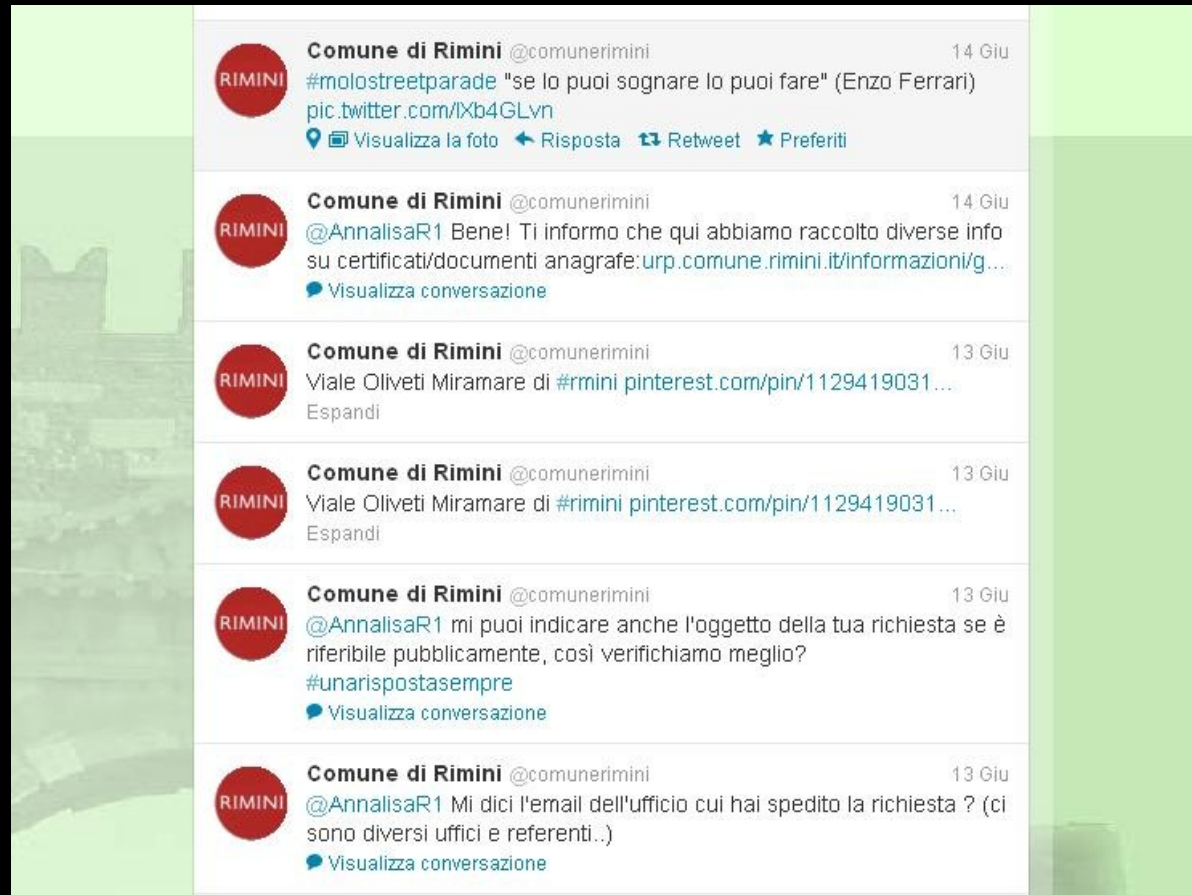 RIMINI
Comune di Rimini @comunerimini 14 Giu
#molostreetparade "se lo puoi sognare lo puoi fare" (Enzo Ferrari)
pic.twitter.com/lXb4GLvn
Visualizza la foto Risposta Retweet Preferiti
RIMINI
Comune di Rimini @comunerimini 14 Giu
@AnnalisaR1 Bene! Ti informo che qui abbiamo raccolto diverse info
su certificati/documenti anagrafe:urp.comune.rimini.it/informazioni/g...
Visualizza conversazione
RIMINI
Comune di Rimini @comunerimini 13 Giu
Viale Oliveti Miramare di #rmini pinterest.com/pin/1129419031...
Espandi
RIMINI
Comune di Rimini @comunerimini 13 Giu
Viale Oliveti Miramare di #rimini pinterest.com/pin/1129419031...
Espandi
RIMINI
Comune di Rimini @comunerimini 13 Giu
@AnnalisaR1 mi puoi indicare anche l'oggetto della tua richiesta se è
riferibile pubblicamente, così verifichiamo meglio?
#unarispostasempre
Visualizza conversazione
RIMINI
Comune di Rimini @comunerimini 13 Giu
@AnnalisaR1 Mi dici l'email dell'ufficio cui hai spedito la richiesta ? (ci
sono diversi uffici e referenti..)
Visualizza conversazione